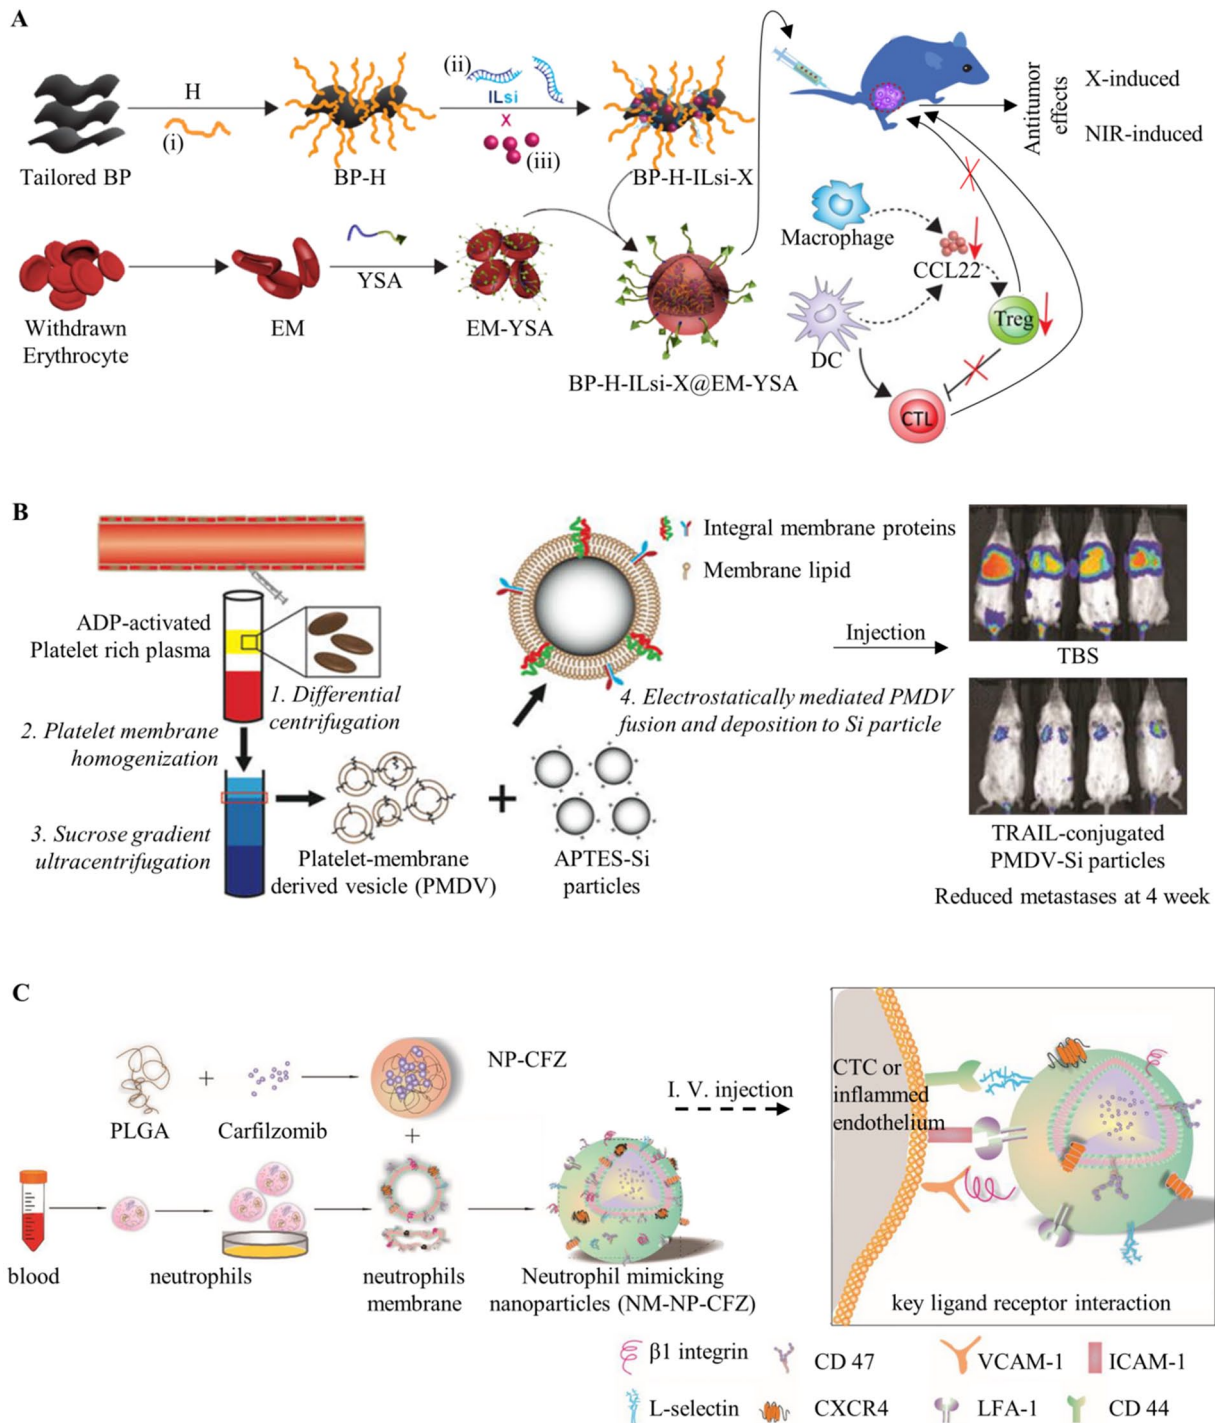 A
H
(i)
(ii)
ILsi
X
(iii)
Tailored BP
BP-H
BP-H-ILsi-X
Antitumor
effects
X-induced
NIR-induced
Withdrawn
Erythrocyte
EM
YSA
EM-YSA
BP-H-ILsi-X@EM-YSA
Macrophage
CCL22
DC
Treg
CTL
B
ADP-activated
Platelet rich plasma
1. Differential
centrifugation
2. Platelet membrane
homogenization
3. Sucrose gradient
ultracentrifugation
Platelet-membrane
derived vesicle (PMDV)
+
APTES-Si
particles
Integral membrane proteins
Membrane lipid
4. Electrostatically mediated PMDV
fusion and deposition to Si particle
Injection
TBS
TRAIL-conjugated
PMDV-Si particles
Reduced metastases at 4 week
C
PLGA
+
Carfilzomib
NP-CFZ
+
blood
neutrophils
neutrophils
membrane
Neutrophil mimicking
nanoparticles (NM-NP-CFZ)
I. V. injection
CTC or
inflammed
endothelium
key ligand receptor interaction
β1 integrin
CD 47
VCAM-1
ICAM-1
L-selectin
CXCR4
LFA-1
CD 44